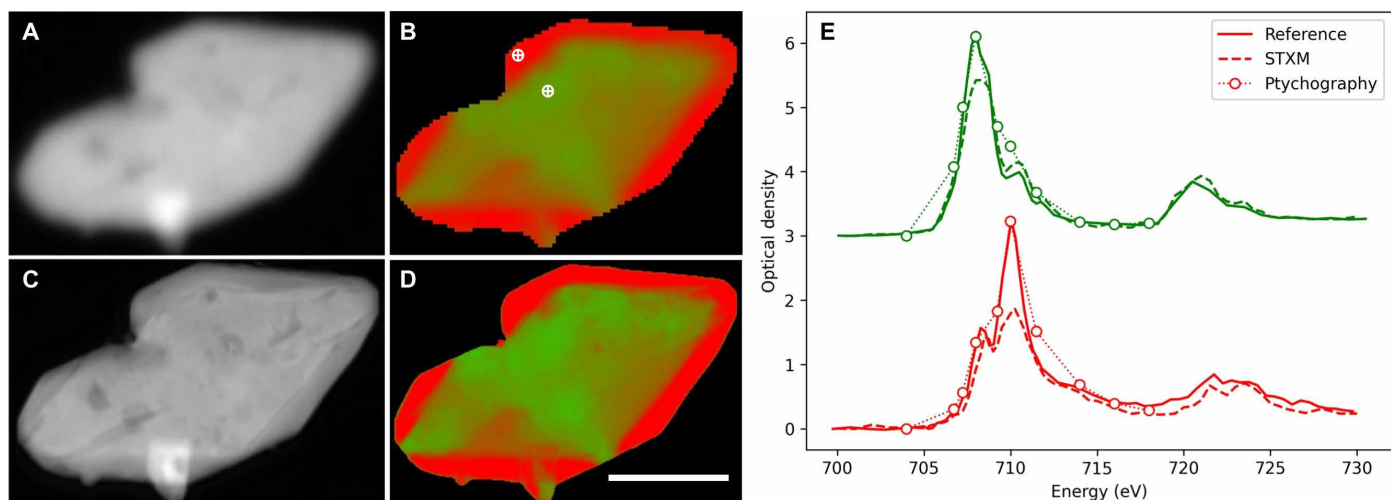 A
B
C
D
E
Reference
STXM
Ptychography
6
5
4
3
2
1
0
Optical density
700 705 710 715 720 725 730
Energy (eV)